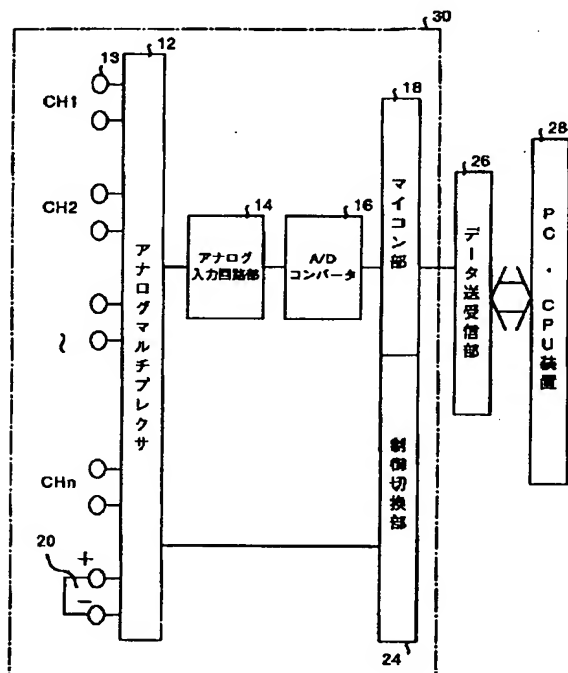 30
12
13
CH1
18
28
26
CH2
14
16
アナログマルチプレクサ
アナログ
入力回路部
A/D
コンバータ
マイコン部
データ送受信部
PC・CPU装置
~
制御切換部
CHn
20
+
-
24